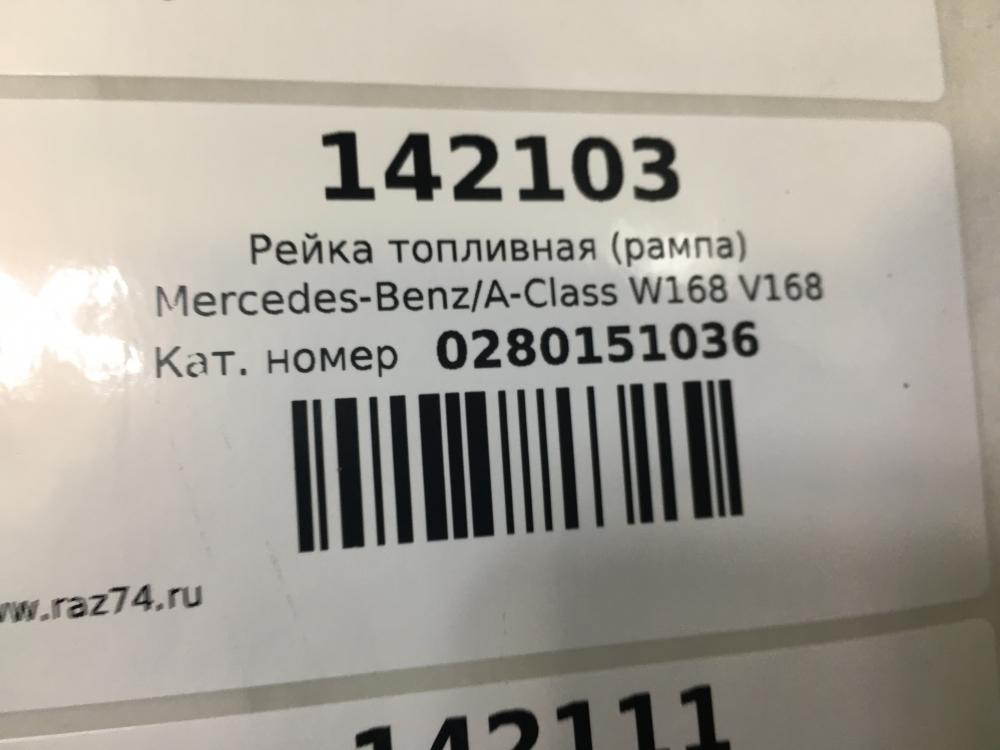 142103
Рейка топливная (рампа)
Mercedes-Benz/A-Class W168 V168
Кат. номер 0280151036
www.raz74.ru
142111